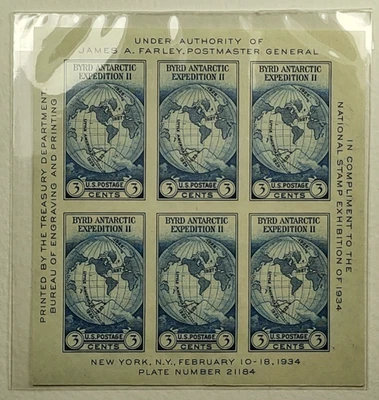 UNDER AUTHORITY OF
JAMES A. FARLEY, POSTMASTER GENERAL
PRINTED BY THE TREASURY DEPARTMENT,
BUREAU OF ENGRAVING AND PRINTING
BYRD ANTARCTIC
EXPEDITION II
3 U.S. POSTAGE 3
CENTS
BYRD ANTARCTIC
EXPEDITION II
3 U.S. POSTAGE 3
CENTS
BYRD ANTARCTIC
EXPEDITION II
3 U.S. POSTAGE 3
CENTS
BYRD ANTARCTIC
EXPEDITION II
3 U.S. POSTAGE 3
CENTS
BYRD ANTARCTIC
EXPEDITION II
3 U.S. POSTAGE 3
CENTS
BYRD ANTARCTIC
EXPEDITION II
3 U.S. POSTAGE 3
CENTS
IN COMPLIMENT TO THE
NATIONAL STAMP EXHIBITION OF 1934
NEW YORK, N.Y., FEBRUARY 10-18, 1934
PLATE NUMBER 21184